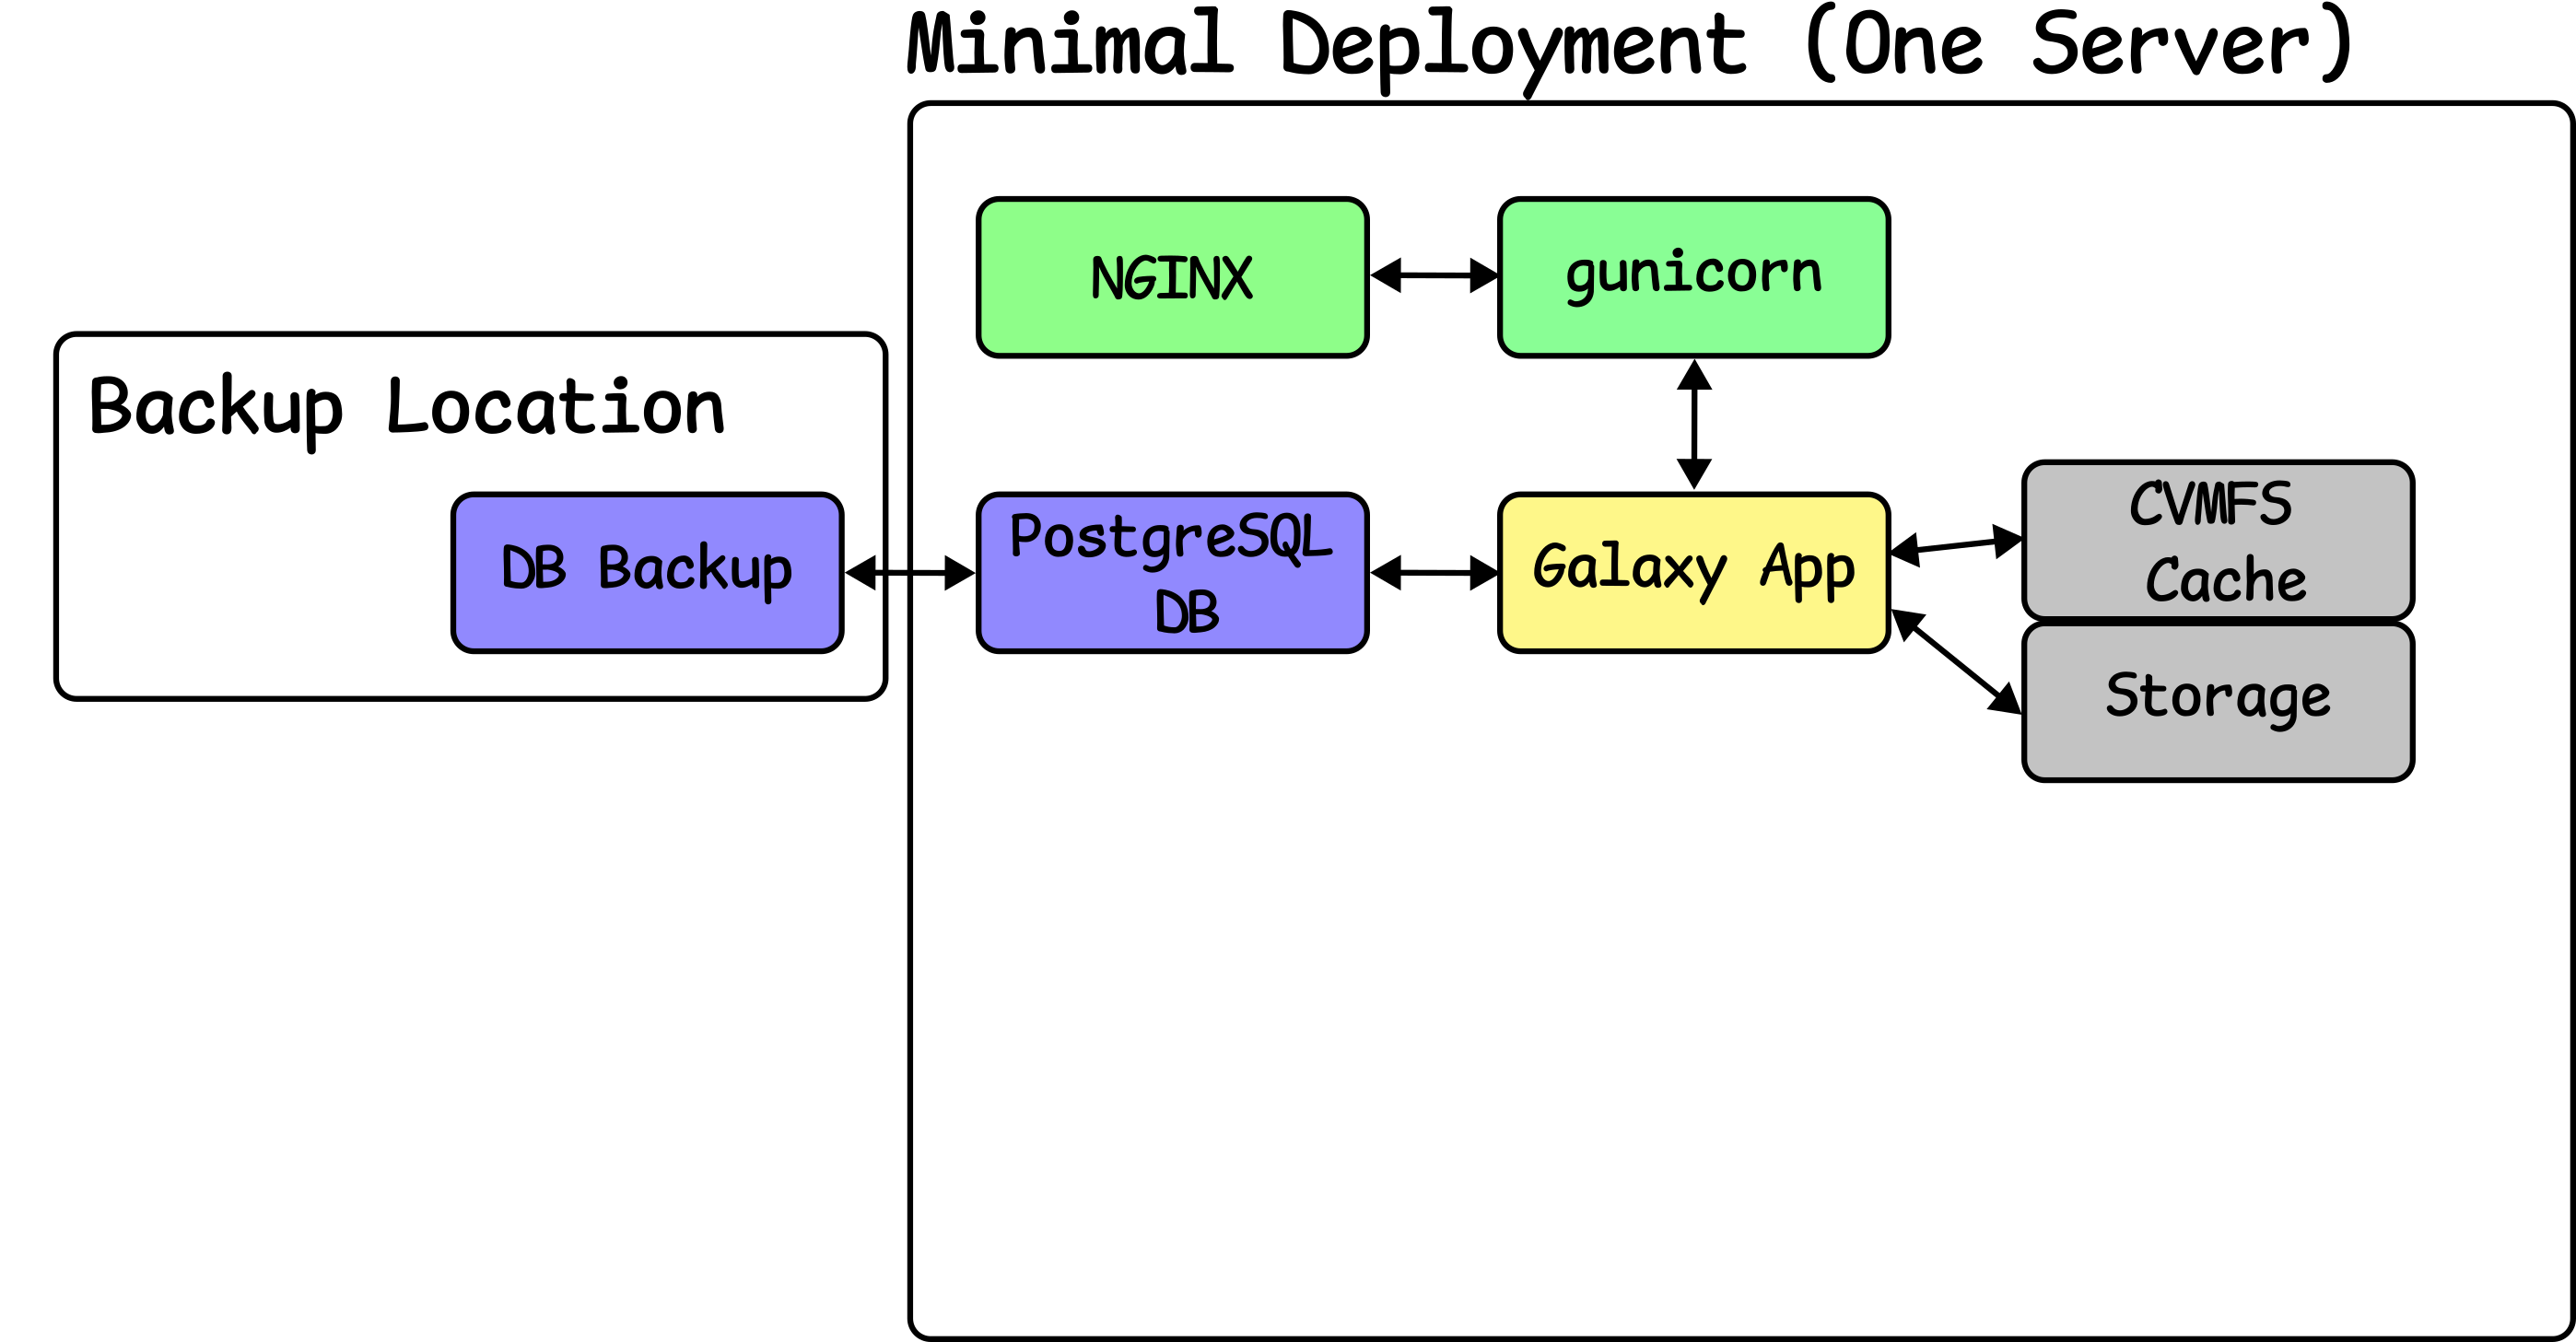 Minimal Deployment (One Server)
NGINX
gunicorn
Backup Location
DB Backup
PostgreSQL
DB
Galaxy App
CVMFS
Cache
Storage